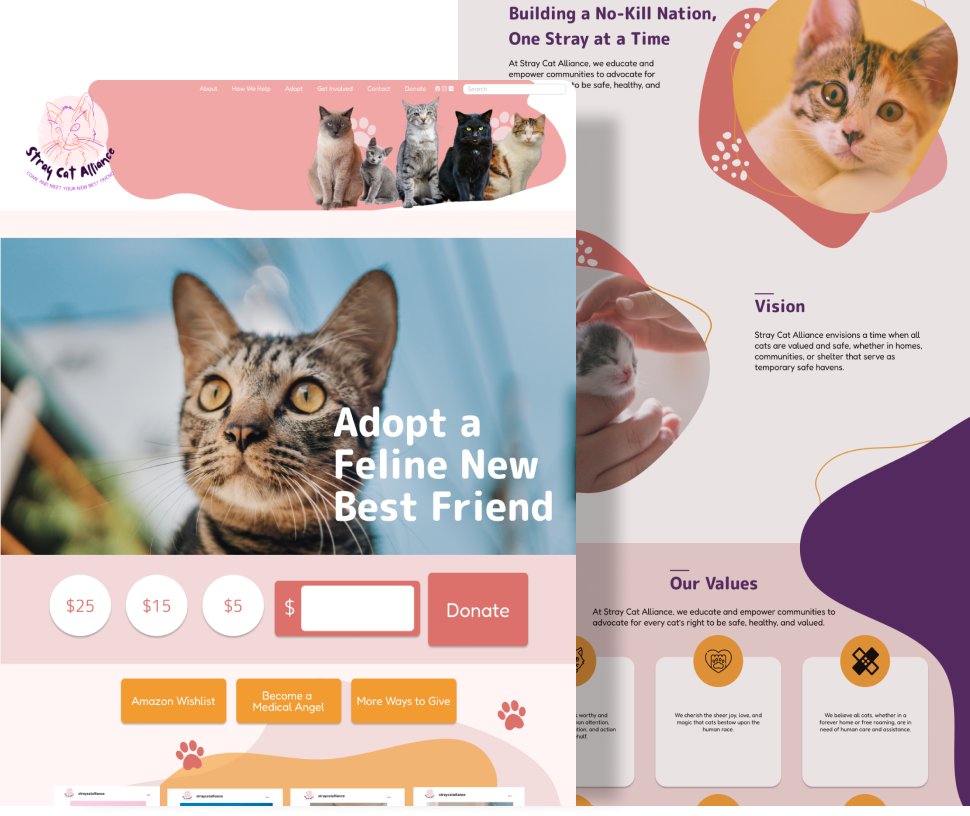 Building a No-Kill Nation,
One Stray at a Time
At Stray Cat Alliance, we educate and
empower communities to advocate for
to be safe, healthy, and
About How We Help Adopt Get Involved Contact Donate Search
Stray Cat Alliance
COME AND MEET YOUR NEW BEST FRIEND
Adopt a
Feline New
Best Friend
$25 $15 $5 $ Donate
Amazon Wishlist Become a
Medical Angel More Ways to Give
straycatalliance straycatalliance straycatalliance straycatalliance
Vision
Stray Cat Alliance envisions a time when all
cats are valued and safe, whether in homes,
communities, or shelter that serve as
temporary safe havens.
Our Values
At Stray Cat Alliance, we educate and empower communities to
advocate for every cat's right to be safe, healthy, and valued.
worthy and
attention,
and action
We cherish the sheer joy, love, and
magic that cats bestow upon the
human race.
We believe all cats, whether in a
forever home or free roaming, are in
need of human care and assistance.